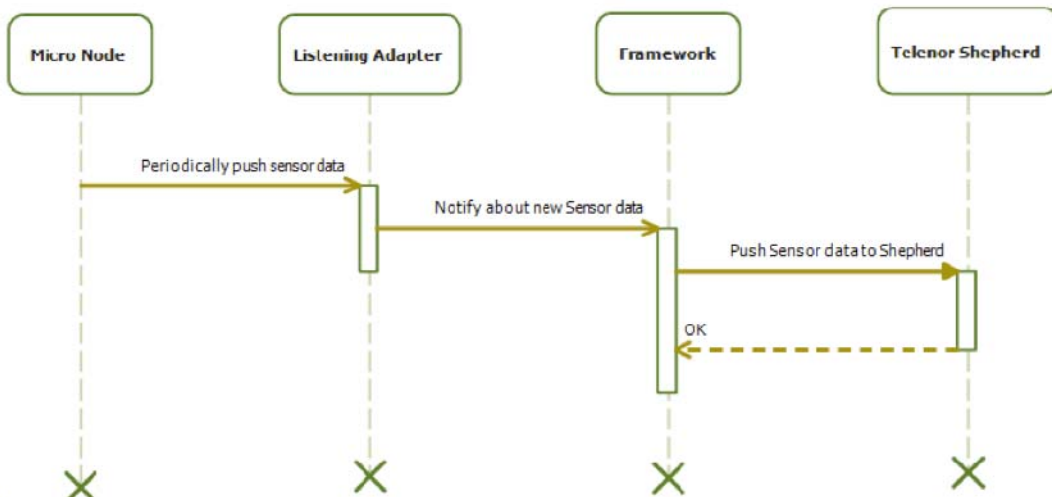 Micro Node
Listening Adapter
Framework
Telenor Shepherd
Periodically push sensor data
Notify about new Sensor data
Push Sensor data to Shepherd
OK